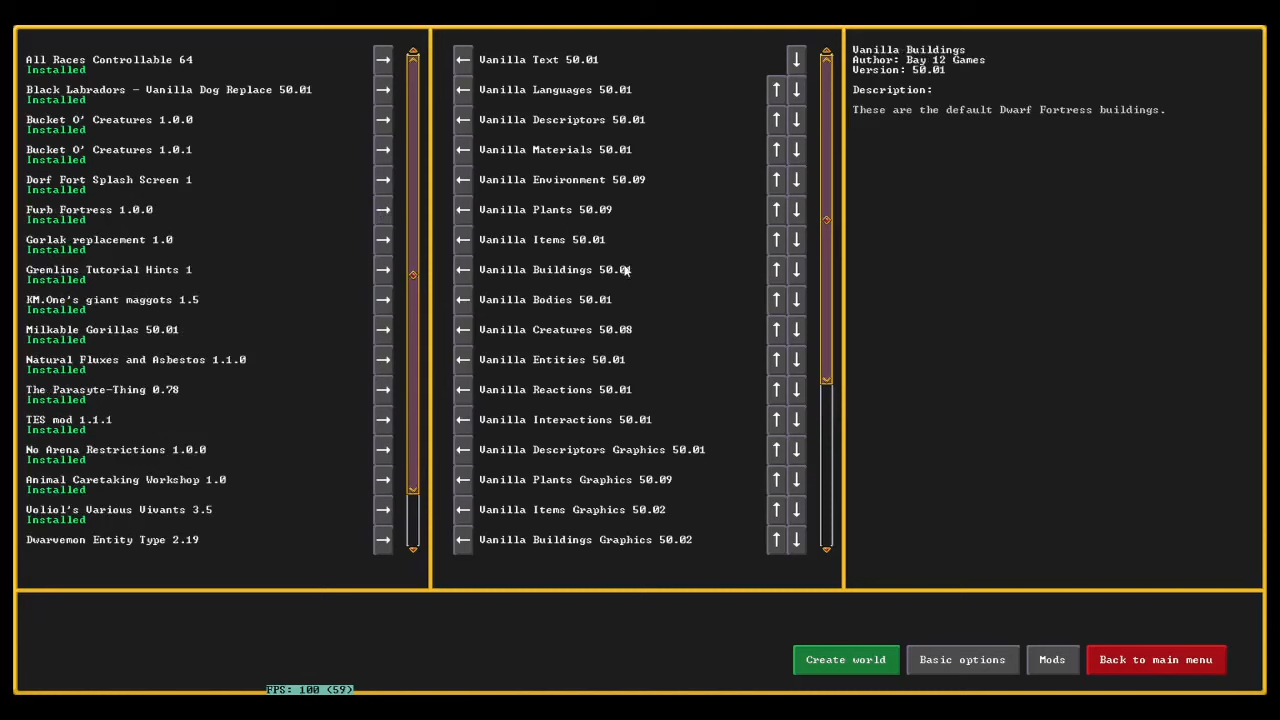 All Races Controllable 64
Installed
Black Labradors - Vanilla Dog Replace 50.01
Installed
Bucket O' Creatures 1.0.0
Installed
Bucket O' Creatures 1.0.1
Installed
Dorf Fort Splash Screen 1
Installed
Furb Fortress 1.0.0
Installed
Gorlak replacement 1.0
Installed
Gremlins Tutorial Hints 1
Installed
KM.One's giant maggots 1.5
Installed
Milkable Gorillas 50.01
Installed
Natural Fluxes and Asbestos 1.1.0
Installed
The Parasyte-Thing 0.78
Installed
TES mod 1.1.1
Installed
No Arena Restrictions 1.0.0
Installed
Animal Caretaking Workshop 1.0
Installed
Voliol's Various Vivants 3.5
Installed
Dwarvemon Entity Type 2.19
Vanilla Text 50.01
Vanilla Languages 50.01
Vanilla Descriptors 50.01
Vanilla Materials 50.01
Vanilla Environment 50.09
Vanilla Plants 50.09
Vanilla Items 50.01
Vanilla Buildings 50.01
Vanilla Bodies 50.01
Vanilla Creatures 50.08
Vanilla Entities 50.01
Vanilla Reactions 50.01
Vanilla Interactions 50.01
Vanilla Descriptors Graphics 50.01
Vanilla Plants Graphics 50.09
Vanilla Items Graphics 50.02
Vanilla Buildings Graphics 50.02
Vanilla Buildings
Author: Bay 12 Games
Version: 50.01
Description:
These are the default Dwarf Fortress buildings.
Create world
Basic options
Mods
Back to main menu
FPS: 100 (59)